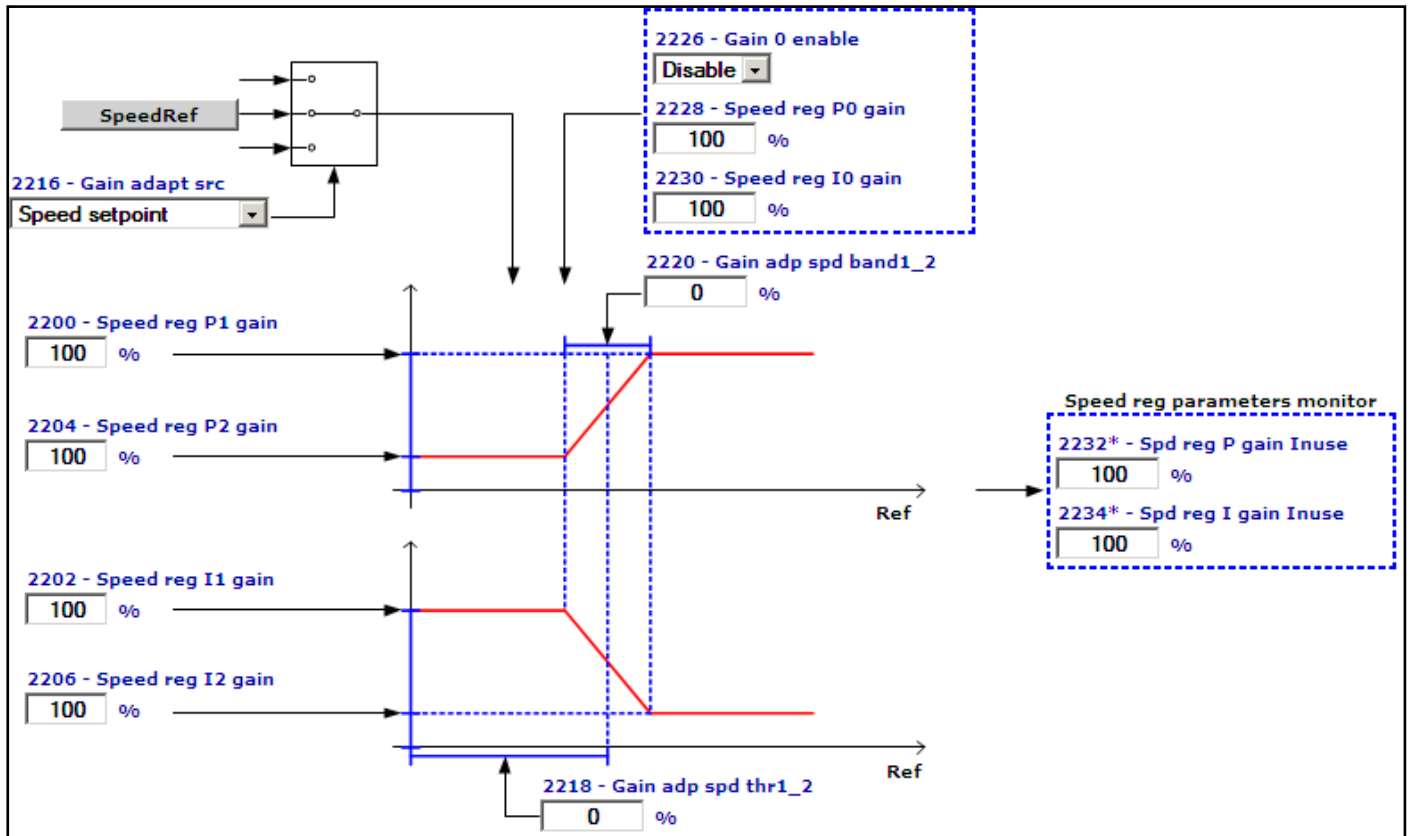 2226 - Gain 0 enable
Disable
2228 - Speed reg P0 gain
100 %
2230 - Speed reg I0 gain
100 %
SpeedRef
2216 - Gain adapt src
Speed setpoint
2220 - Gain adp spd band1_2
0 %
2200 - Speed reg P1 gain
100 %
2204 - Speed reg P2 gain
100 %
Ref
Speed reg parameters monitor
2232* - Spd reg P gain Inuse
100 %
2234* - Spd reg I gain Inuse
100 %
2202 - Speed reg I1 gain
100 %
2206 - Speed reg I2 gain
100 %
Ref
2218 - Gain adp spd thr1_2
0 %